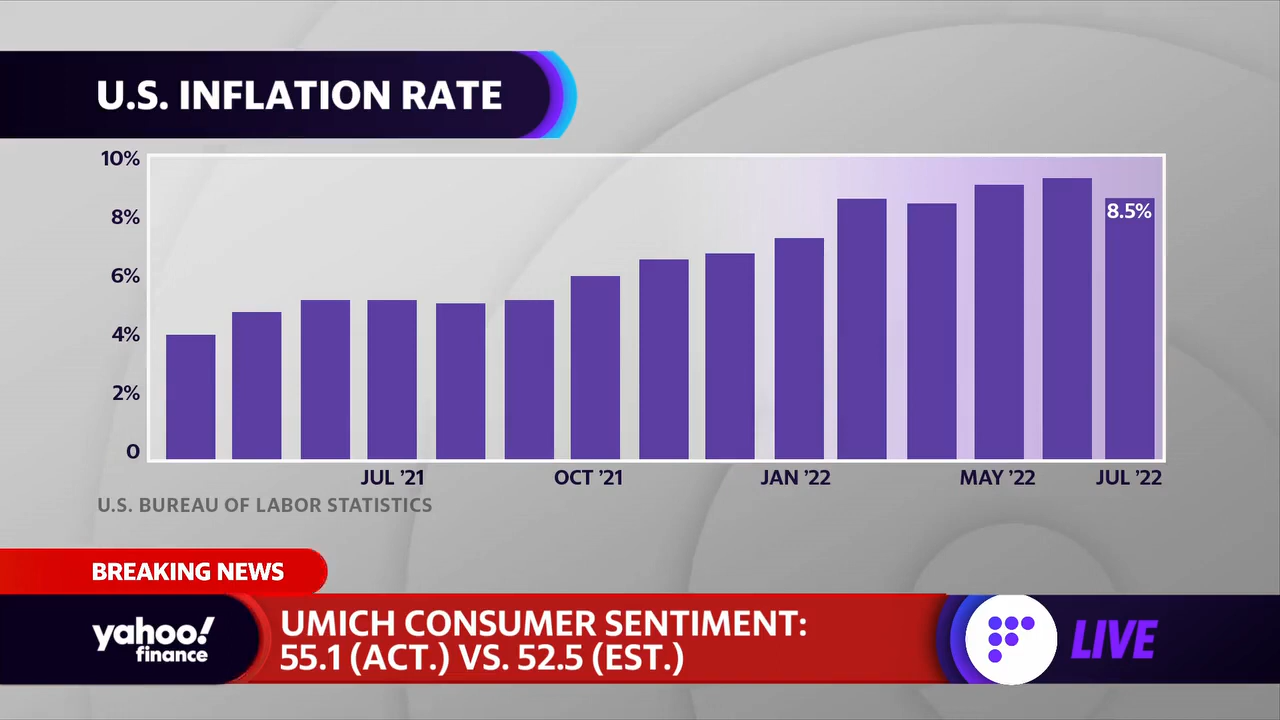 U.S. INFLATION RATE
10%
8%
6%
4%
2%
0
8.5%
JUL ’21
OCT ’21
JAN ’22
MAY ’22
JUL ’22
U.S. BUREAU OF LABOR STATISTICS
BREAKING NEWS
yahoo!
finance
UMICH CONSUMER SENTIMENT:
55.1 (ACT.) VS. 52.5 (EST.)
LIVE